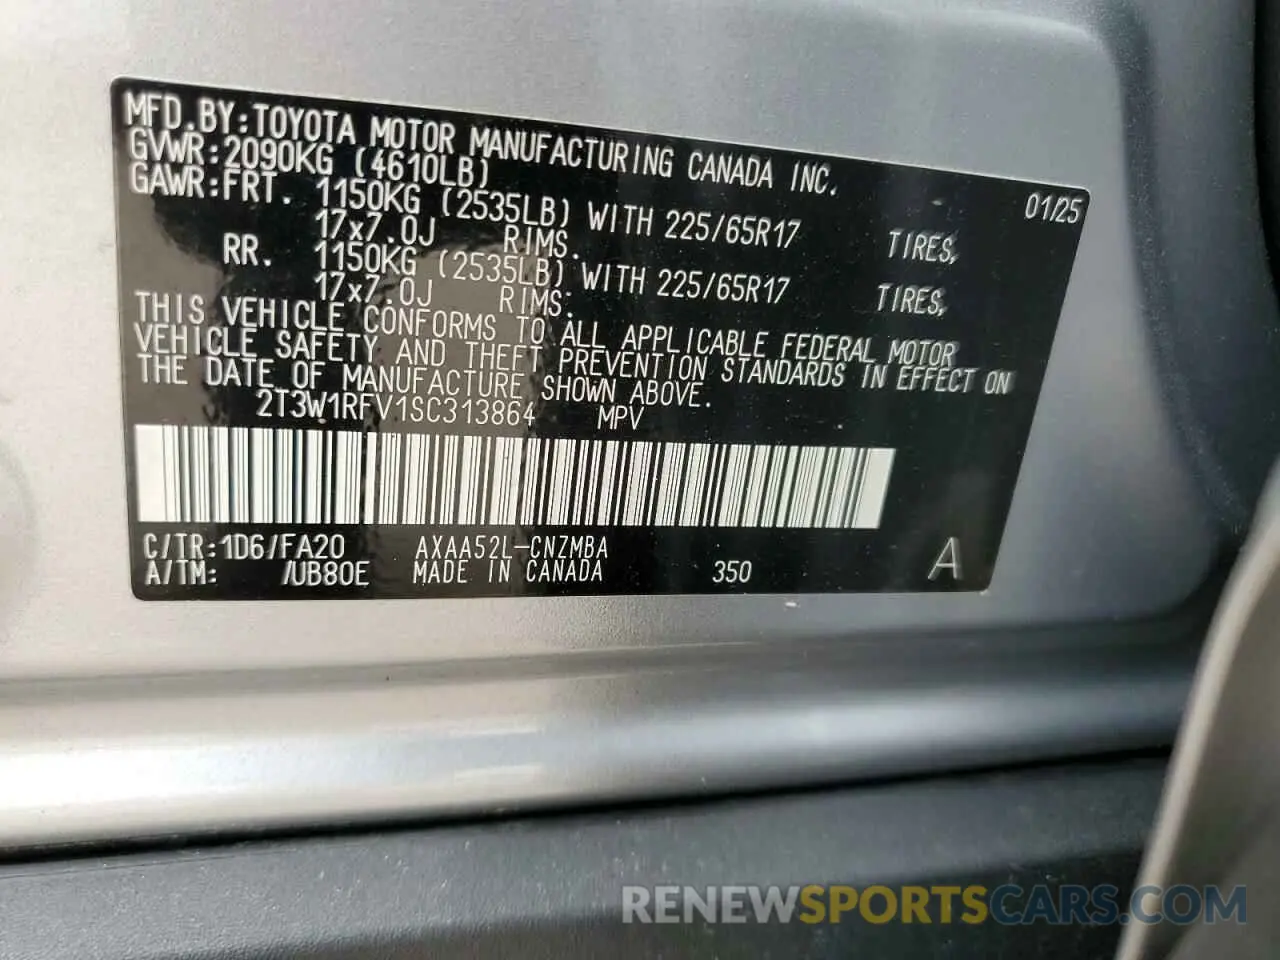 MFD.BY:TOYOTA MOTOR MANUFACTURING CANADA INC.
GVWR:2090KG (4610LB) 01/25
GAWR:FRT. 1150KG (2535LB) WITH 225/65R17 TIRES,
17x7.0J RIMS.
RR. 1150KG (2535LB) WITH 225/65R17 TIRES,
17x7.0J RIMS.
THIS VEHICLE CONFORMS TO ALL APPLICABLE FEDERAL MOTOR
VEHICLE SAFETY AND THEFT PREVENTION STANDARDS IN EFFECT ON
THE DATE OF MANUFACTURE SHOWN ABOVE.
2T3W1RFV1SC313864 MPV
C/TR:1D6/FA20 AXAA52L-CNZMBA
A/TM: /UB80E MADE IN CANADA 350 A
RENEWSPORTSCARS.COM